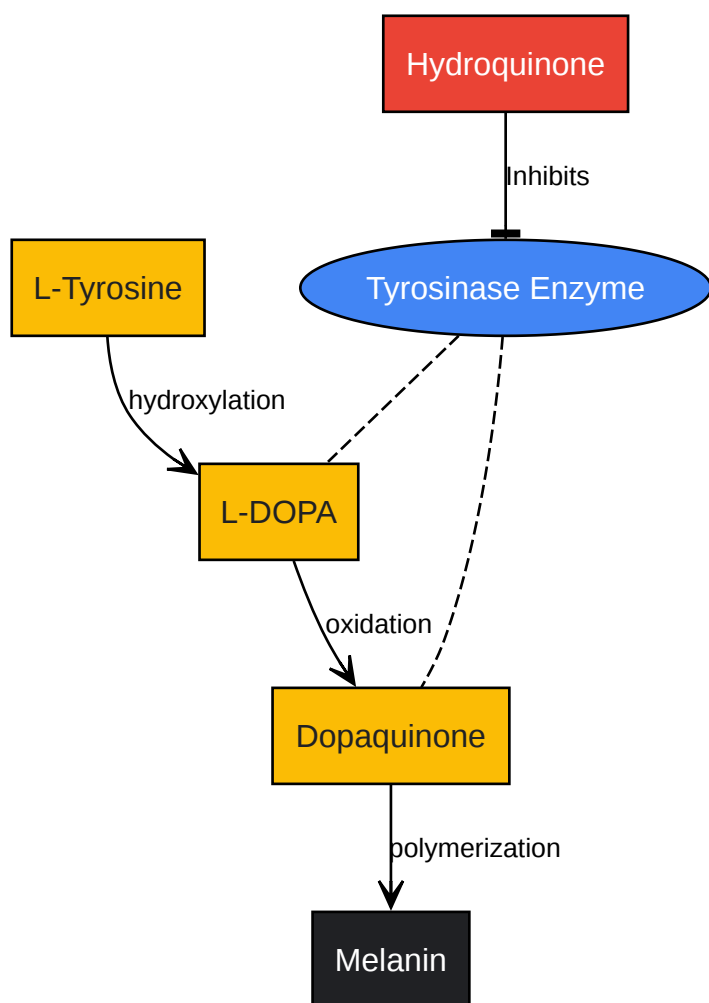 Hydroquinone
Inhibits
L-Tyrosine
Tyrosinase Enzyme
hydroxylation
L-DOPA
oxidation
Dopaquinone
polymerization
Melanin